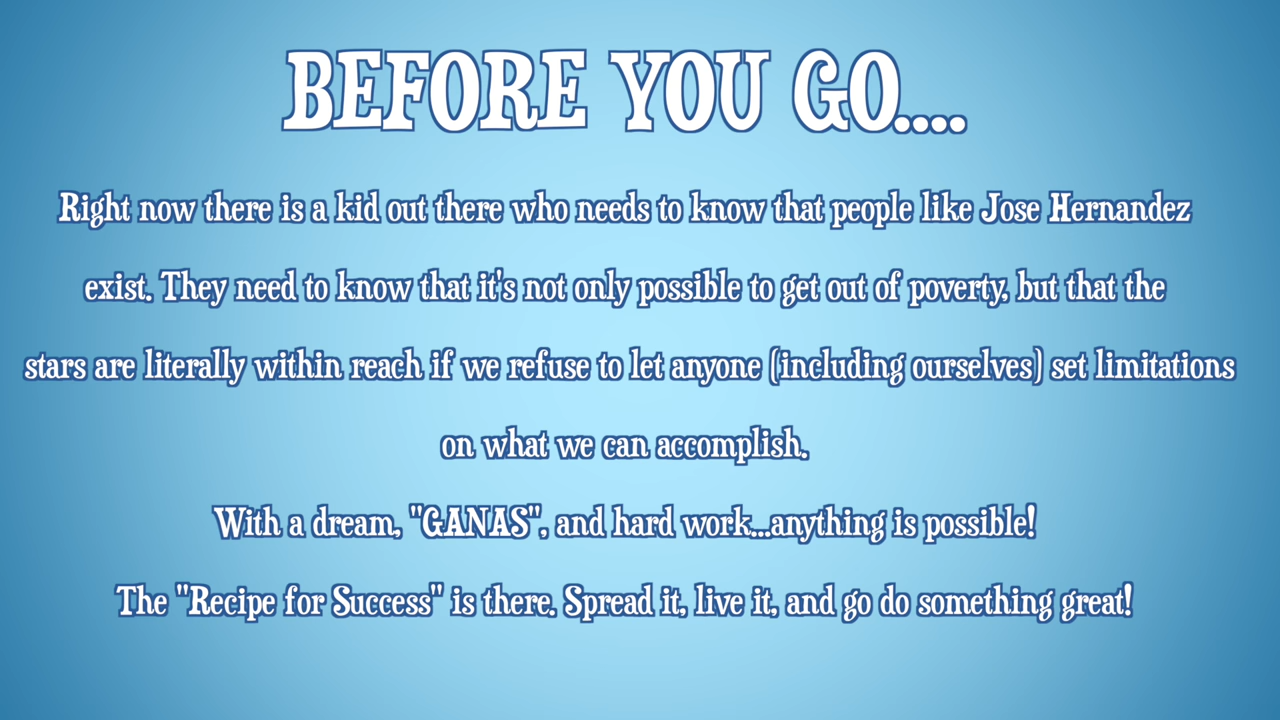 BEFORE YOU GO....
Right now there is a kid out there who needs to know that people like Jose Hernandez
exist. They need to know that it's not only possible to get out of poverty, but that the
stars are literally within reach if we refuse to let anyone (including ourselves) set limitations
on what we can accomplish.
With a dream, "GANAS", and hard work...anything is possible!
The "Recipe for Success" is there. Spread it, live it, and go do something great!